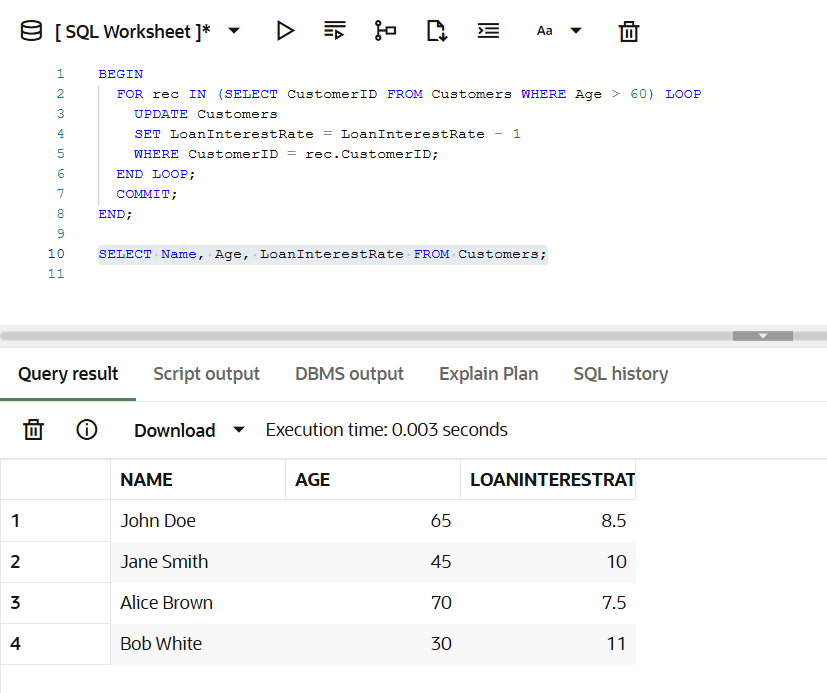 [ SQL Worksheet ]* Aa
1 BEGIN
2 FOR rec IN (SELECT CustomerID FROM Customers WHERE Age > 60) LOOP
3 UPDATE Customers
4 SET LoanInterestRate = LoanInterestRate - 1
5 WHERE CustomerID = rec.CustomerID;
6 END LOOP;
7 COMMIT;
8 END;
9
10 SELECT Name, Age, LoanInterestRate FROM Customers;
11
Query result Script output DBMS output Explain Plan SQL history
Download Execution time: 0.003 seconds
NAME AGE LOANINTERESTRAT
1 John Doe 65 8.5
2 Jane Smith 45 10
3 Alice Brown 70 7.5
4 Bob White 30 11